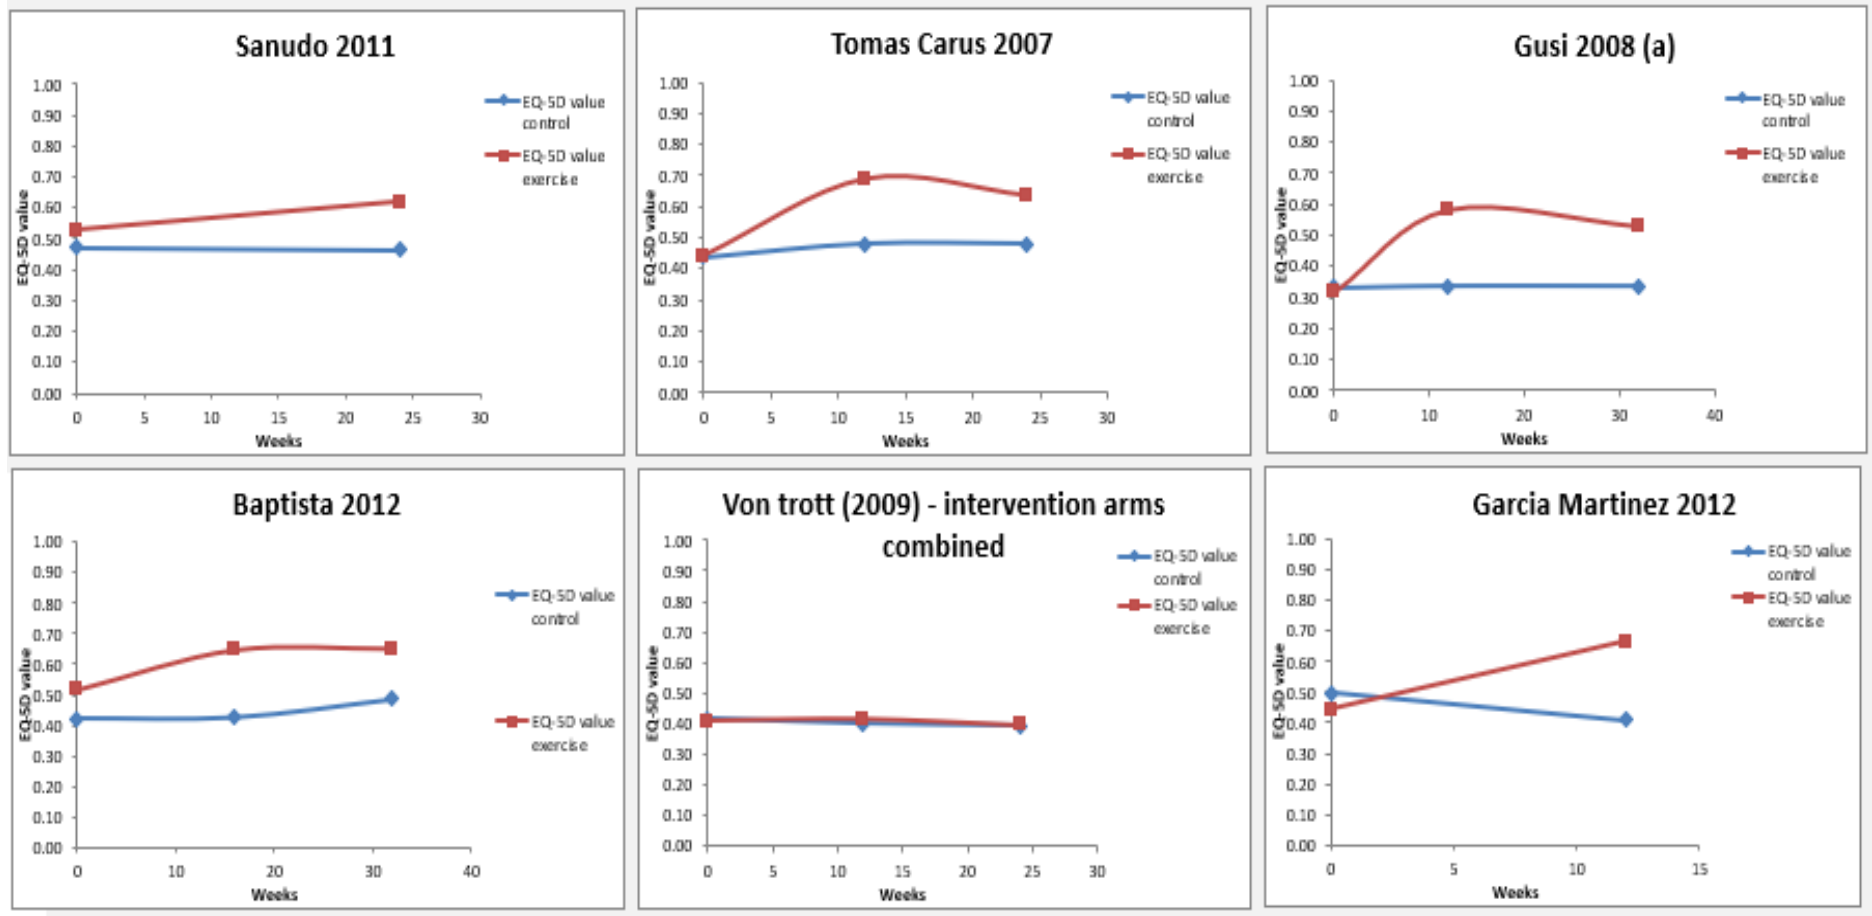 Sanudo 2011
1.00
0.90
0.80
0.70
0.60
0.50
0.40
0.30
0.20
0.10
0.00
EQ-5D value
0 5 10 15 20 25 30
Weeks
EQ-5D value
control
EQ-5D value
exercise
Tomas Carus 2007
1.00
0.90
0.80
0.70
0.60
0.50
0.40
0.30
0.20
0.10
0.00
EQ-5D value
0 5 10 15 20 25 30
Weeks
EQ-5D value
control
EQ-5D value
exercise
Gusi 2008 (a)
1.00
0.90
0.80
0.70
0.60
0.50
0.40
0.30
0.20
0.10
0.00
EQ-5D value
0 10 20 30 40
Weeks
EQ-5D value
control
EQ-5D value
exercise
Baptista 2012
1.00
0.90
0.80
0.70
0.60
0.50
0.40
0.30
0.20
0.10
0.00
EQ-5D value
0 10 20 30 40
Weeks
EQ-5D value
control
EQ-5D value
exercise
Von trott (2009) - intervention arms
combined
1.00
0.90
0.80
0.70
0.60
0.50
0.40
0.30
0.20
0.10
0.00
EQ-5D value
0 5 10 15 20 25 30
Weeks
EQ-5D value
control
EQ-5D value
exercise
Garcia Martinez 2012
1.00
0.90
0.80
0.70
0.60
0.50
0.40
0.30
0.20
0.10
0.00
EQ-5D value
0 5 10 15
Weeks
EQ-5D value
control
EQ-5D value
exercise